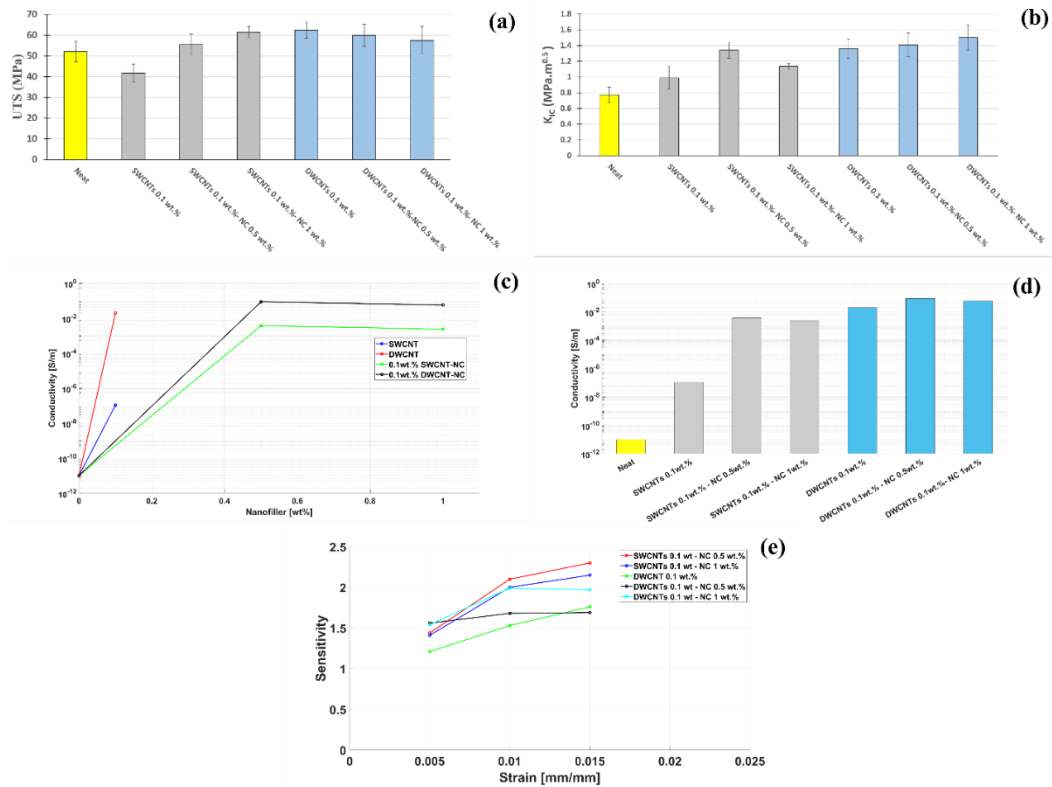 (a)
UTS (MPa)
70
60
50
40
30
20
10
0
Neat
SWCNTs 0.1 wt.%
SWCNTs 0.1 wt.%- NC 0.5 wt.%
SWCNTs 0.1 wt.%- NC 1 wt.%
DWCNTs 0.1 wt.%
DWCNTs 0.1 wt.%-NC 0.5 wt.%
DWCNTs 0.1 wt.%- NC 1 wt.%
(b)
K_IC (MPa.m^0.5)
1.8
1.6
1.4
1.2
1
0.8
0.6
0.4
0.2
0
Neat
SWCNTs 0.1 wt.%
SWCNTs 0.1 wt.%- NC 0.5 wt.%
SWCNTs 0.1 wt.%- NC 1 wt.%
DWCNTs 0.1 wt.%
DWCNTs 0.1 wt.%-NC 0.5 wt.%
DWCNTs 0.1 wt.%- NC 1 wt.%
(c)
Conductivity [S/m]
10^0
10^-2
10^-4
10^-6
10^-8
10^-10
10^-12
SWCNT
DWCNT
0.1wt.% SWCNT-NC
0.1wt.% DWCNT-NC
0 0.2 0.4 0.6 0.8 1
Nanofiller [wt%]
(d)
Conductivity [S/m]
10^0
10^-2
10^-4
10^-6
10^-8
10^-10
10^-12
Neat
SWCNTs 0.1wt.%
SWCNTs 0.1wt.% - NC 0.5wt.%
SWCNTs 0.1wt.% - NC 1wt.%
DWCNTs 0.1wt.%
DWCNTs 0.1wt.% - NC 0.5wt.%
DWCNTs 0.1wt.%- NC 1wt.%
(e)
Sensitivity
2.5
2
1.5
1
0.5
0
SWCNTs 0.1 wt - NC 0.5 wt.%
SWCNTs 0.1 wt - NC 1 wt.%
DWCNT 0.1 wt.%
DWCNTs 0.1 wt - NC 0.5 wt.%
DWCNTs 0.1 wt - NC 1 wt.%
0 0.005 0.01 0.015 0.02 0.025
Strain [mm/mm]